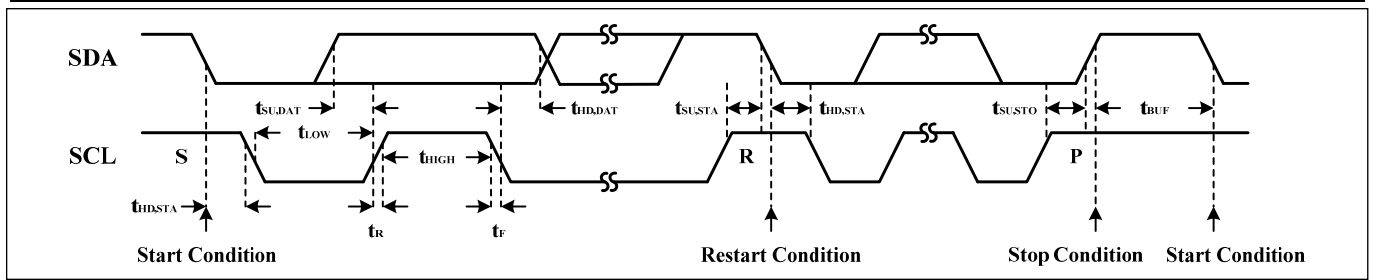 SDA
tSU,DAT tHD,DAT tSU,STA tHD,STA tSU,STO tBUF
tLOW
SCL S tHIGH R P
tHD,STA
tR tF
Start Condition Restart Condition Stop Condition Start Condition